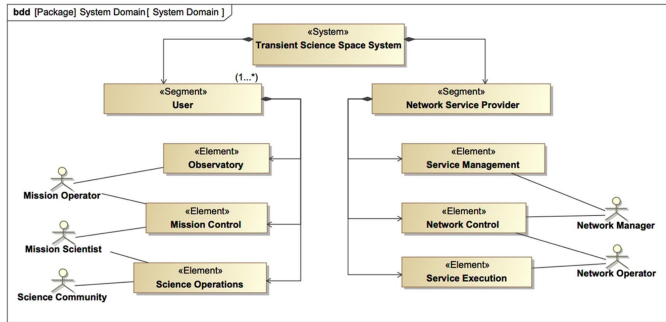 bdd [Package] System Domain[ System Domain ]
«System»
Transient Science Space System
(1...*)
«Segment»
User
«Segment»
Network Service Provider
«Element»
Observatory
«Element»
Service Management
Mission Operator
«Element»
Mission Control
«Element»
Network Control
Network Manager
Mission Scientist
«Element»
Science Operations
«Element»
Service Execution
Network Operator
Science Community